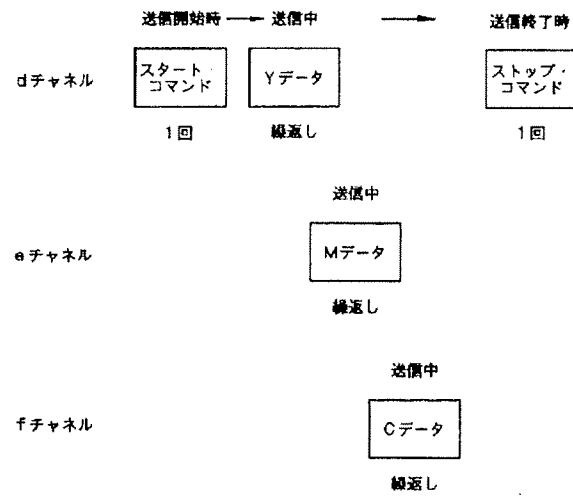 送信開始時 → 送信中 → 送信終了時
dチャネル
スタート・
コマンド
Yデータ
ストップ・
コマンド
1回
繰返し
1回
送信中
eチャネル
Mデータ
繰返し
送信中
fチャネル
Cデータ
繰返し